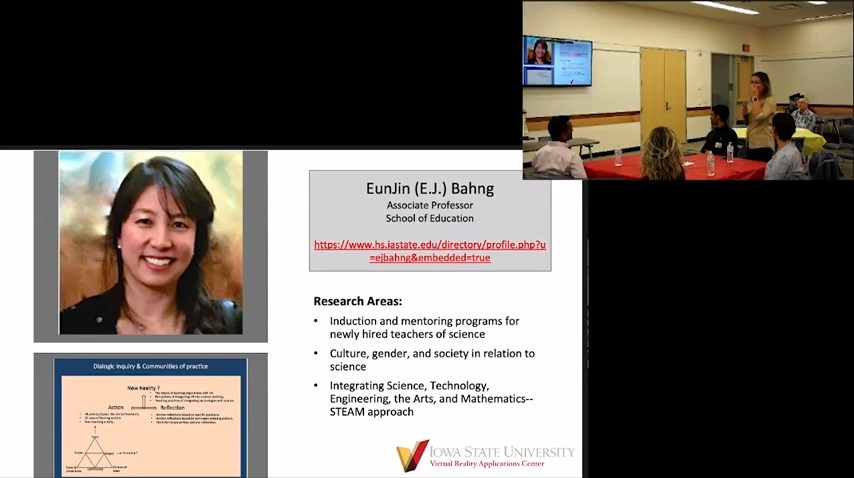 EunJin (E.J.) Bahng
Associate Professor
School of Education
https://www.hs.iastate.edu/directory/profile.php?u
=ejbahng&embedded=true
Research Areas:
• Induction and mentoring programs for
newly hired teachers of science
• Culture, gender, and society in relation to
science
• Integrating Science, Technology,
Engineering, the Arts, and Mathematics--
STEAM approach
Dialogic Inquiry & Communities of practice
New Reality ?
Action
Reflection
IOWA STATE UNIVERSITY
Virtual Reality Applications Center